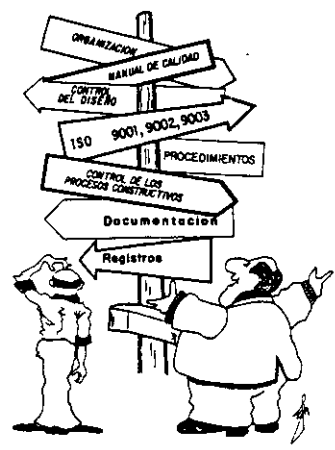 ORGANIZACION
MANUAL DE CALIDAD
CONTROL
DEL DISEÑO
ISO 9001, 9002, 9003
PROCEDIMIENTOS
CONTROL DE LOS
PROCESOS CONSTRUCTIVOS
Documentacion
Registros